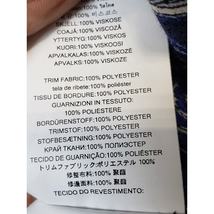 SKJELL: 100% VISKOSE
COAJĂ: 100% VISCOZĂ
YTTERTYG: 100% VISKOS
KUORI: 100% VISKOOSI
APVALKALAS: 100% VISKOZE
APVALKS: 100% VISKOZE
TRIM FABRIC: 100% POLYESTER
tela de ribete: 100% poliéster
TISSU DE BORDURE: 100% POLYESTER
GUARNIZIONI IN TESSUTO:
100% POLIESTERE
BORDÜRENSTOFF: 100% POLYESTER
TRIMSTOF: 100% POLYESTER
STOFBESÆTNING: 100% POLYESTER
КРАЙ ТКАНИ: 100% ПОЛИЭСТЕР
TECIDO DE GUARNIÇÃO: 100% POLIÉSTER
トリムファブリック: ポリエステル 100%
修整布料: 100% 聚酯
修邊面料: 100% 聚酯
TECIDO DO REVESTIMENTO: